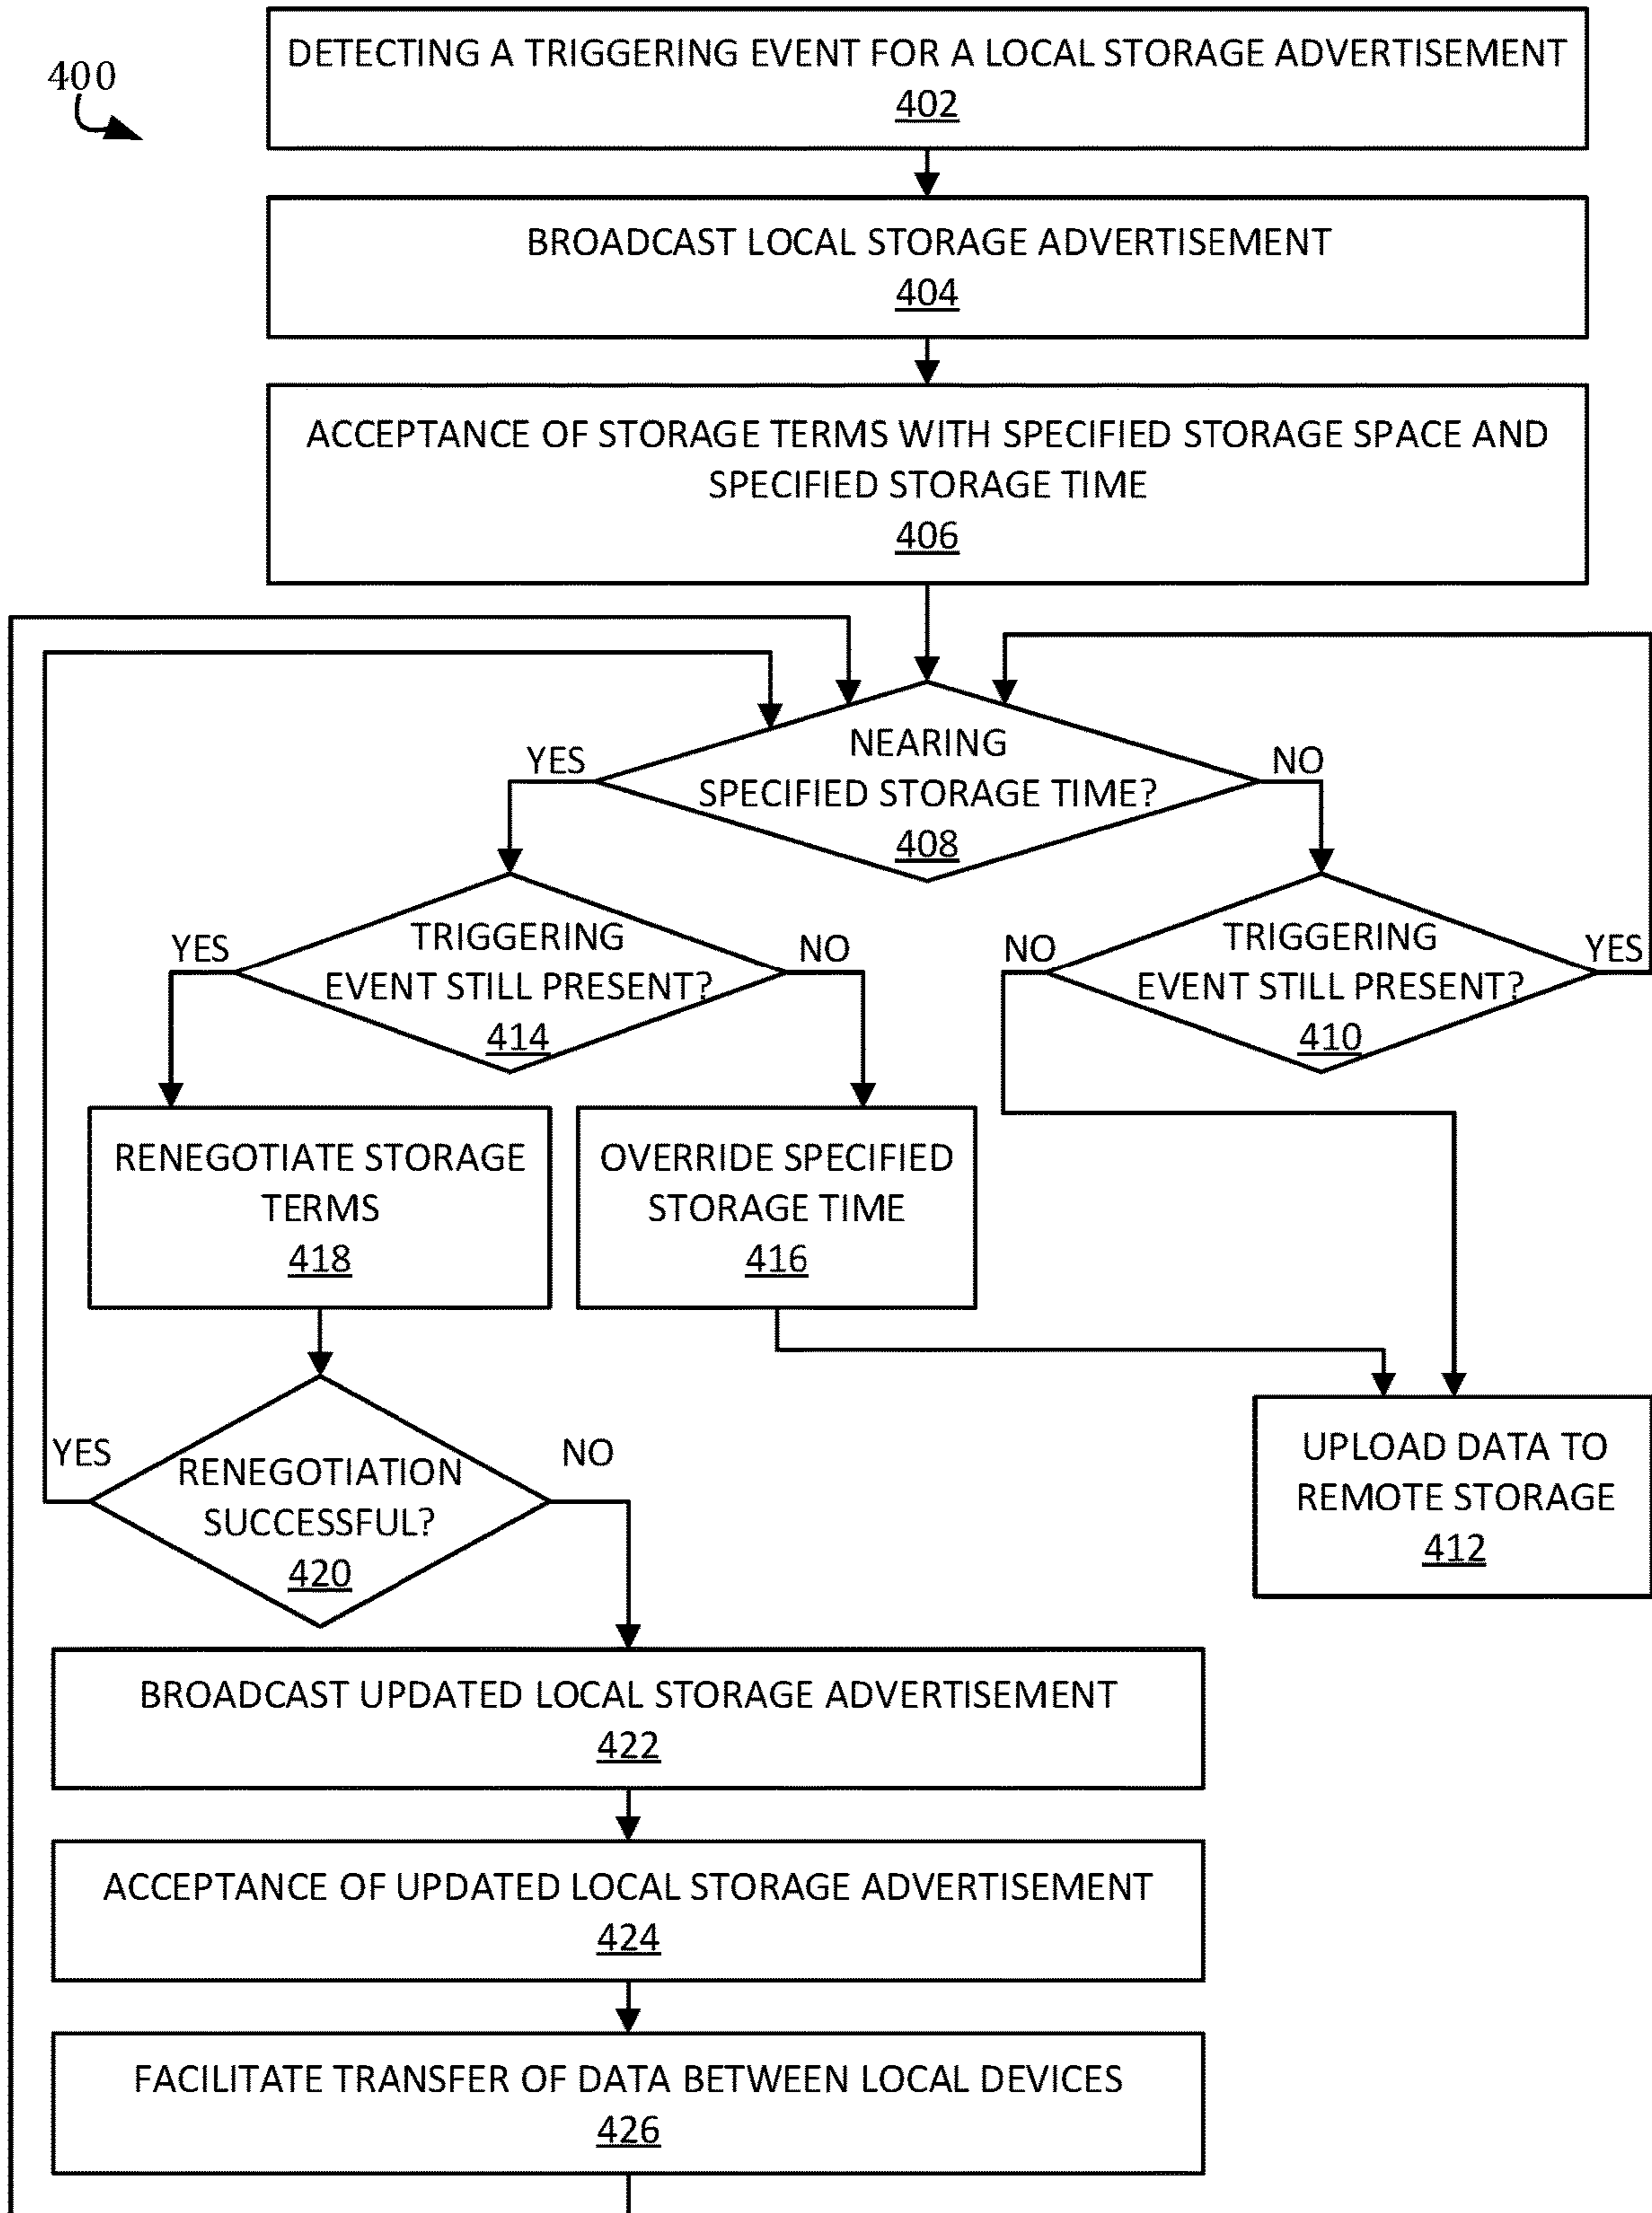 400
DETECTING A TRIGGERING EVENT FOR A LOCAL STORAGE ADVERTISEMENT
402
BROADCAST LOCAL STORAGE ADVERTISEMENT
404
ACCEPTANCE OF STORAGE TERMS WITH SPECIFIED STORAGE SPACE AND
SPECIFIED STORAGE TIME
406
YES
NEARING
SPECIFIED STORAGE TIME?
408
NO
YES
TRIGGERING
EVENT STILL PRESENT?
414
NO
NO
TRIGGERING
EVENT STILL PRESENT?
410
YES
RENEGOTIATE STORAGE
TERMS
418
OVERRIDE SPECIFIED
STORAGE TIME
416
YES
RENEGOTIATION
SUCCESSFUL?
420
NO
UPLOAD DATA TO
REMOTE STORAGE
412
BROADCAST UPDATED LOCAL STORAGE ADVERTISEMENT
422
ACCEPTANCE OF UPDATED LOCAL STORAGE ADVERTISEMENT
424
FACILITATE TRANSFER OF DATA BETWEEN LOCAL DEVICES
426